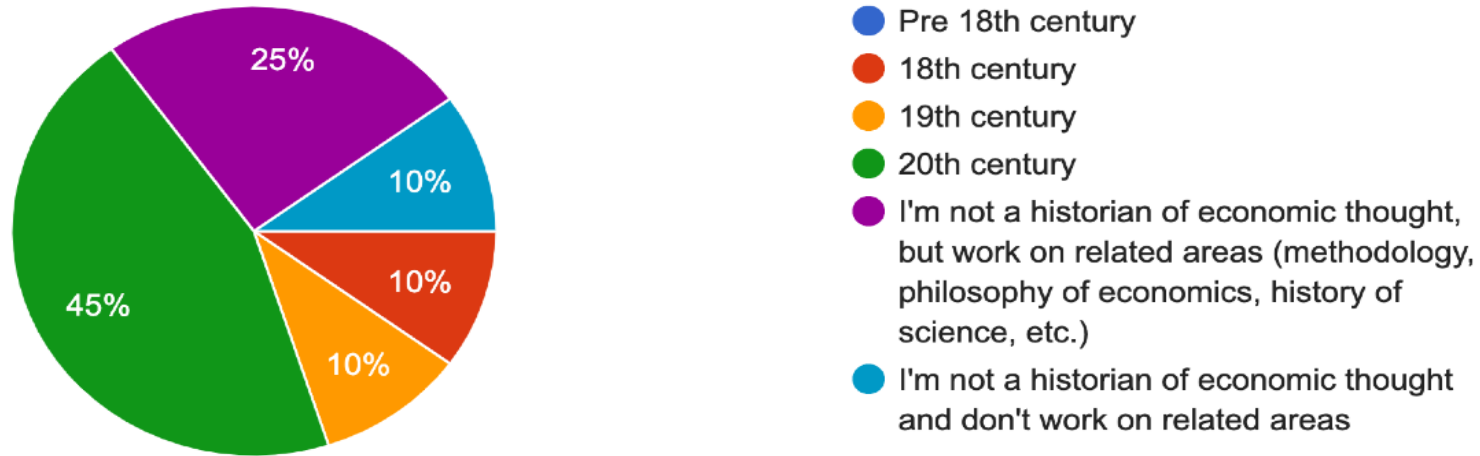 25%
10%
10%
10%
45%
Pre 18th century
18th century
19th century
20th century
I'm not a historian of economic thought,
but work on related areas (methodology,
philosophy of economics, history of
science, etc.)
I'm not a historian of economic thought
and don't work on related areas